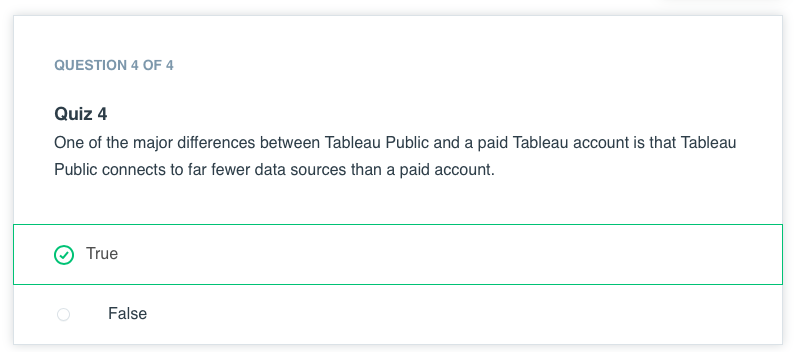 QUESTION 4 OF 4
Quiz 4
One of the major differences between Tableau Public and a paid Tableau account is that Tableau
Public connects to far fewer data sources than a paid account.
True
False